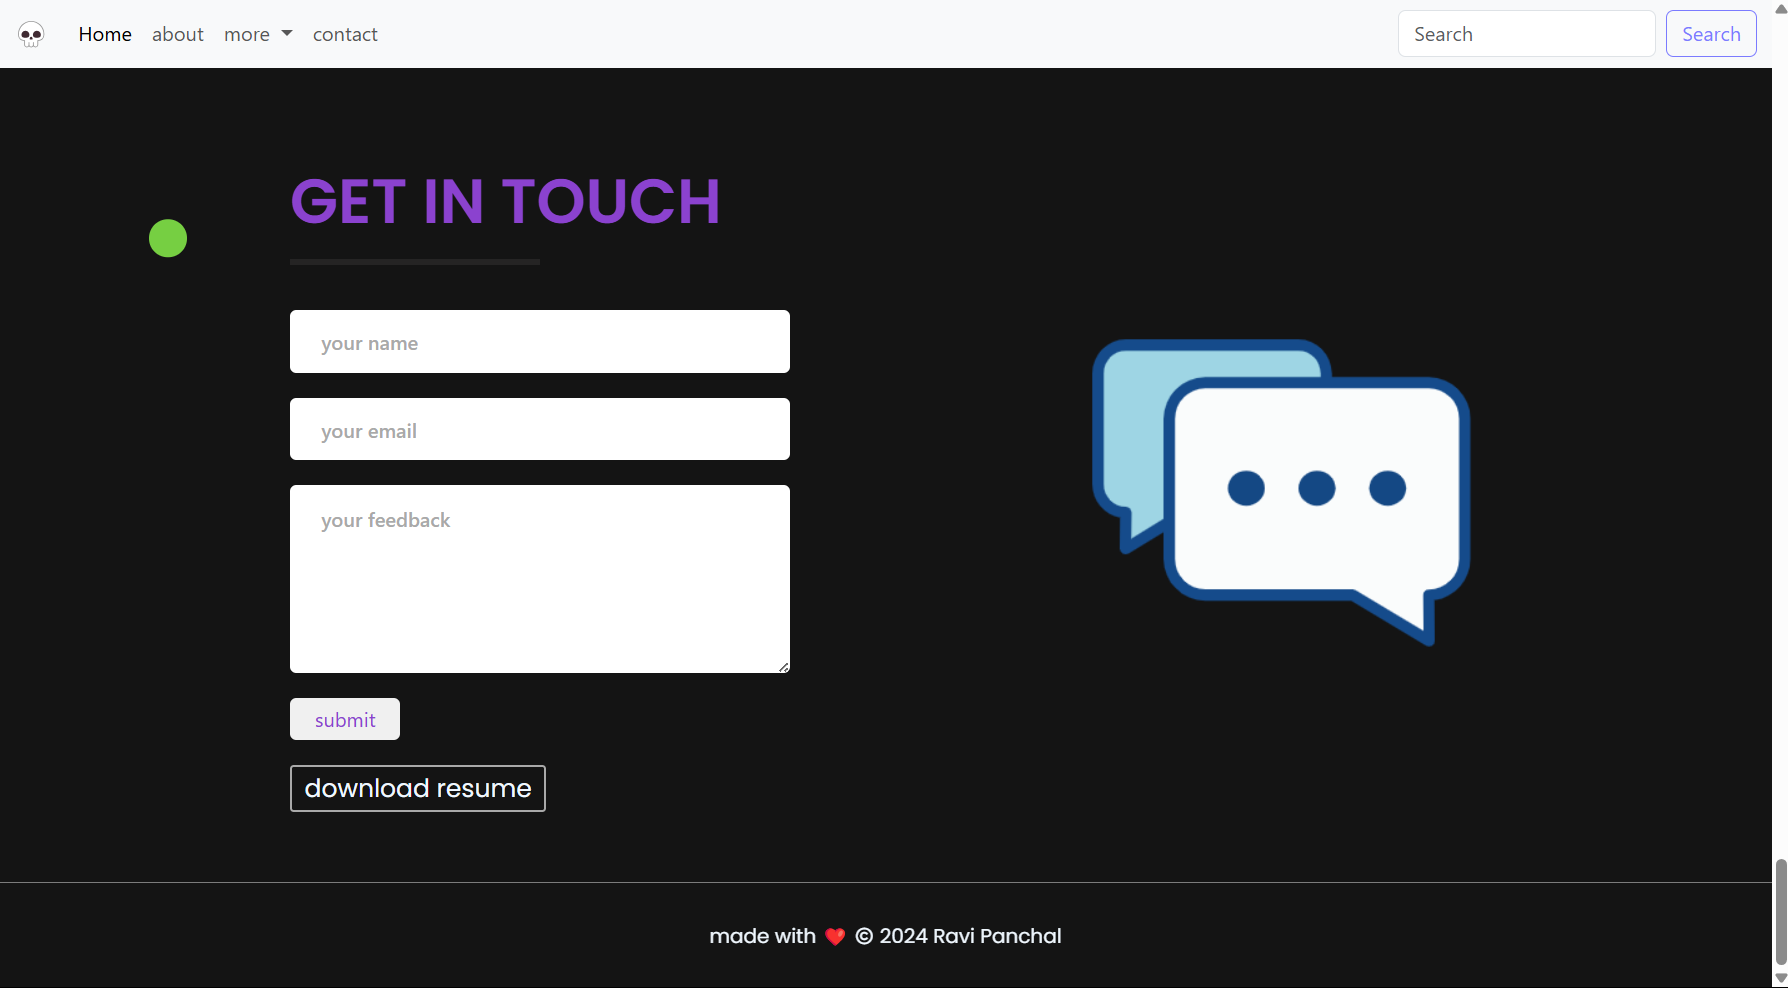 Home about more contact Search Search
GET IN TOUCH
your name
your email
your feedback
submit
download resume
made with ❤️ © 2024 Ravi Panchal